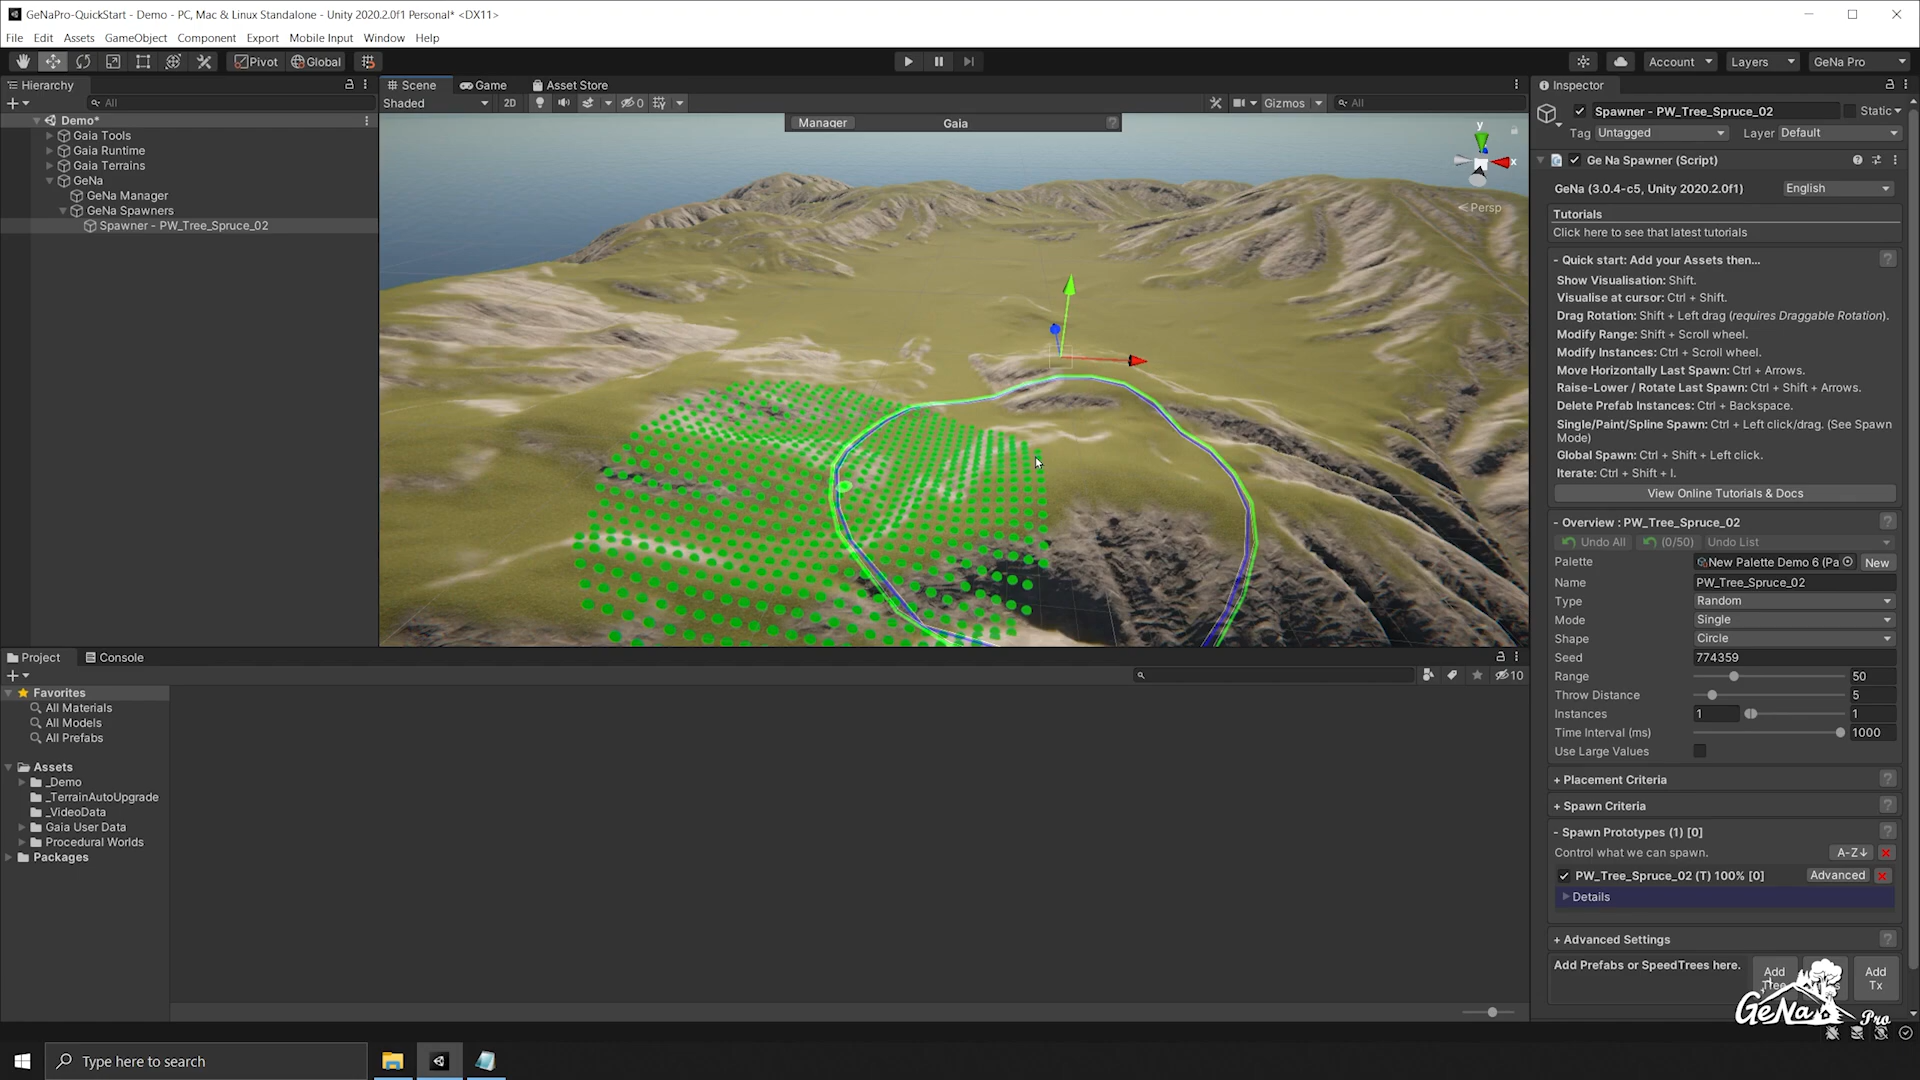 GeNaPro-QuickStart - Demo - PC, Mac & Linux Standalone - Unity 2020.2.0f1 Personal* <DX11>
File Edit Assets GameObject Component Export Mobile Input Window Help
Pivot Global Account Layers GeNa Pro
Hierarchy
All
Demo*
Gaia Tools
Gaia Runtime
Gaia Terrains
GeNa
GeNa Manager
GeNa Spawners
Spawner - PW_Tree_Spruce_02
Scene Game Asset Store
Shaded 2D 0 Gizmos All
Manager Gaia
y
x
Persp
Inspector
Spawner - PW_Tree_Spruce_02 Static
Tag Untagged Layer Default
Ge Na Spawner (Script)
GeNa (3.0.4-c5, Unity 2020.2.0f1) English
Tutorials
Click here to see that latest tutorials
- Quick start: Add your Assets then...
Show Visualisation: Shift.
Visualise at cursor: Ctrl + Shift.
Drag Rotation: Shift + Left drag (requires Draggable Rotation).
Modify Range: Shift + Scroll wheel.
Modify Instances: Ctrl + Scroll wheel.
Move Horizontally Last Spawn: Ctrl + Arrows.
Raise-Lower / Rotate Last Spawn: Ctrl + Shift + Arrows.
Delete Prefab Instances: Ctrl + Backspace.
Single/Paint/Spline Spawn: Ctrl + Left click/drag. (See Spawn
Mode)
Global Spawn: Ctrl + Shift + Left click.
Iterate: Ctrl + Shift + I.
View Online Tutorials & Docs
- Overview : PW_Tree_Spruce_02
Undo All (0/50) Undo List
Palette New Palette Demo 6 (Pa New
Name PW_Tree_Spruce_02
Type Random
Mode Single
Shape Circle
Seed 774359
Range 50
Throw Distance 5
Instances 1 1
Time Interval (ms) 1000
Use Large Values
+ Placement Criteria
+ Spawn Criteria
- Spawn Prototypes (1) [0]
Control what we can spawn. A-Z↓
PW_Tree_Spruce_02 (T) 100% [0] Advanced
Details
+ Advanced Settings
Add Prefabs or SpeedTrees here.
Add
Add
Tx
GeNa Pro
Project Console
10
Favorites
All Materials
All Models
All Prefabs
Assets
_Demo
_TerrainAutoUpgrade
_VideoData
Gaia User Data
Procedural Worlds
Packages
Type here to search